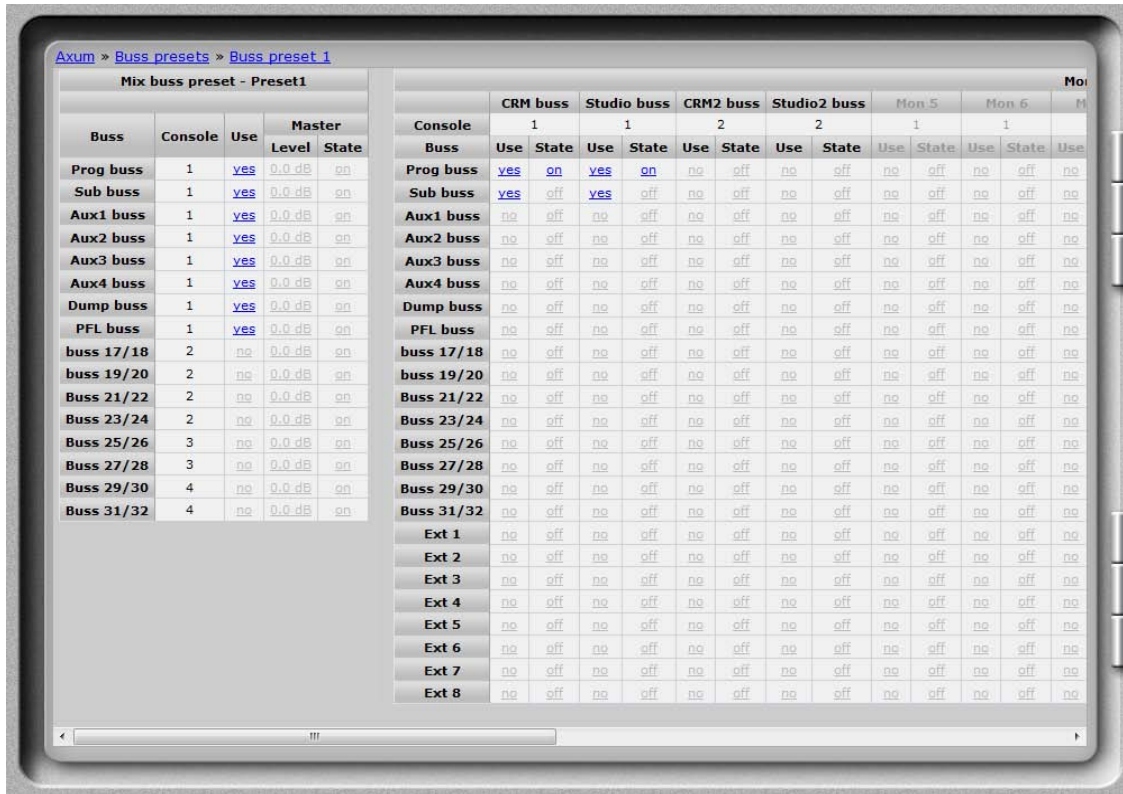 Axum » Buss presets » Buss preset 1
Mix buss preset - Preset1
Buss Console Use Master
Level State
Prog buss 1 yes 0.0 dB on
Sub buss 1 yes 0.0 dB on
Aux1 buss 1 yes 0.0 dB on
Aux2 buss 1 yes 0.0 dB on
Aux3 buss 1 yes 0.0 dB on
Aux4 buss 1 yes 0.0 dB on
Dump buss 1 yes 0.0 dB on
PFL buss 1 yes 0.0 dB on
buss 17/18 2 no 0.0 dB on
buss 19/20 2 no 0.0 dB on
Buss 21/22 2 no 0.0 dB on
Buss 23/24 2 no 0.0 dB on
Buss 25/26 3 no 0.0 dB on
Buss 27/28 3 no 0.0 dB on
Buss 29/30 4 no 0.0 dB on
Buss 31/32 4 no 0.0 dB on
Mo
CRM buss Studio buss CRM2 buss Studio2 buss Mon 5 Mon 6 M
Console 1 1 2 2 1 1
Buss Use State Use State Use State Use State Use State Use State Use
Prog buss yes on yes on no off no off no off no off no
Sub buss yes off yes off no off no off no off no off no
Aux1 buss no off no off no off no off no off no off no
Aux2 buss no off no off no off no off no off no off no
Aux3 buss no off no off no off no off no off no off no
Aux4 buss no off no off no off no off no off no off no
Dump buss no off no off no off no off no off no off no
PFL buss no off no off no off no off no off no off no
buss 17/18 no off no off no off no off no off no off no
buss 19/20 no off no off no off no off no off no off no
Buss 21/22 no off no off no off no off no off no off no
Buss 23/24 no off no off no off no off no off no off no
Buss 25/26 no off no off no off no off no off no off no
Buss 27/28 no off no off no off no off no off no off no
Buss 29/30 no off no off no off no off no off no off no
Buss 31/32 no off no off no off no off no off no off no
Ext 1 no off no off no off no off no off no off no
Ext 2 no off no off no off no off no off no off no
Ext 3 no off no off no off no off no off no off no
Ext 4 no off no off no off no off no off no off no
Ext 5 no off no off no off no off no off no off no
Ext 6 no off no off no off no off no off no off no
Ext 7 no off no off no off no off no off no off no
Ext 8 no off no off no off no off no off no off no